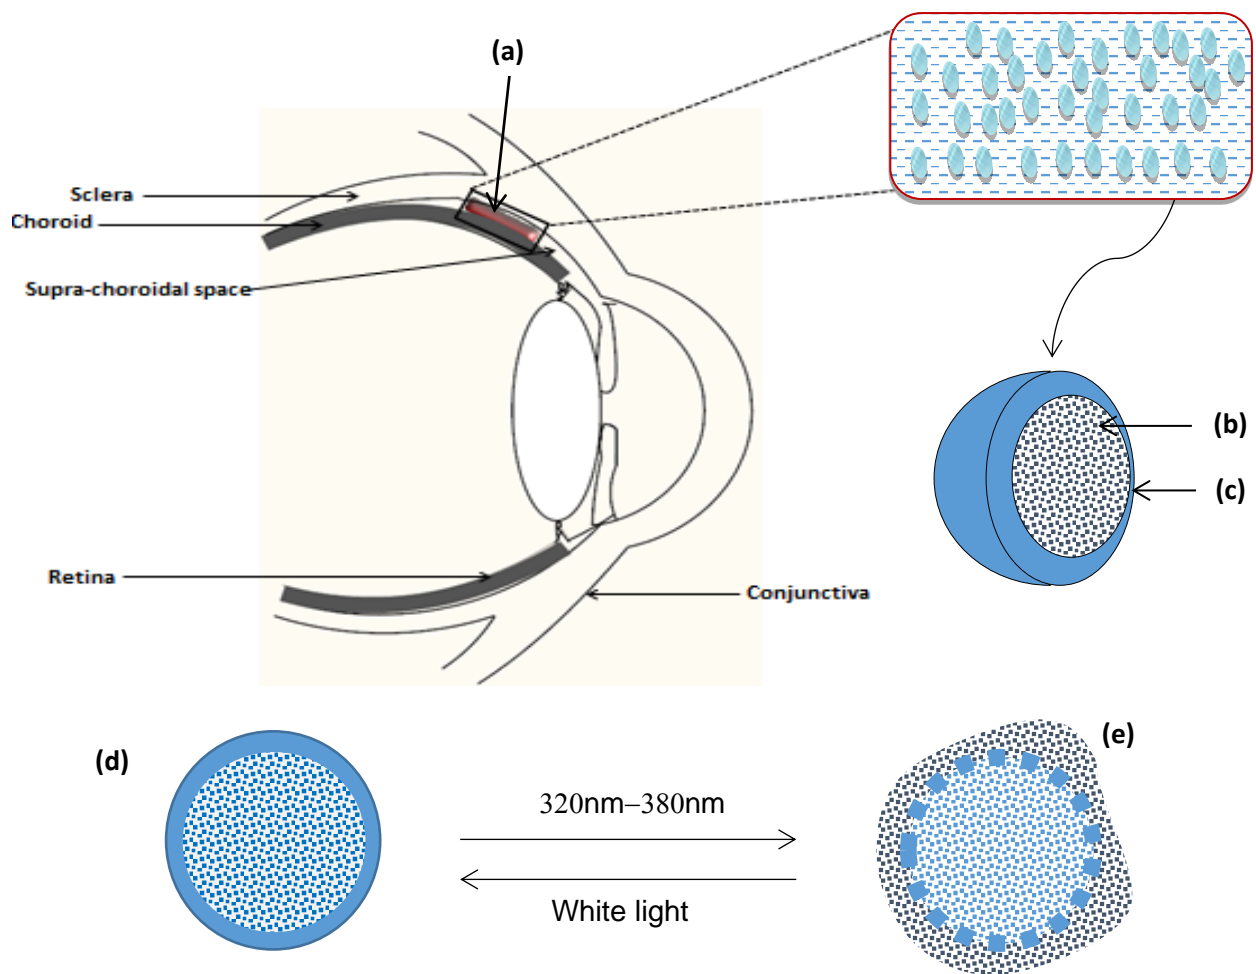 (a)
Sclera
Choroid
Supra-choroidal space
(b)
(c)
Retina
Conjunctiva
(d)
(e)
320nm–380nm
White light